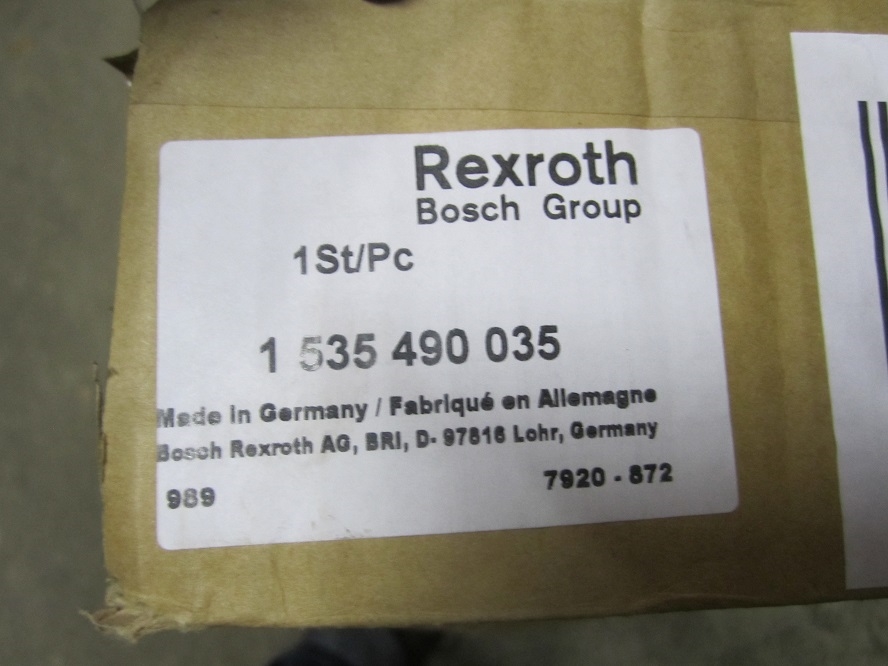 Rexroth
Bosch Group
1St/Pc
1 535 490 035
Made in Germany / Fabriqué en Allemagne
Bosch Rexroth AG, BRI, D- 97816 Lohr, Germany
989
7920 - 872